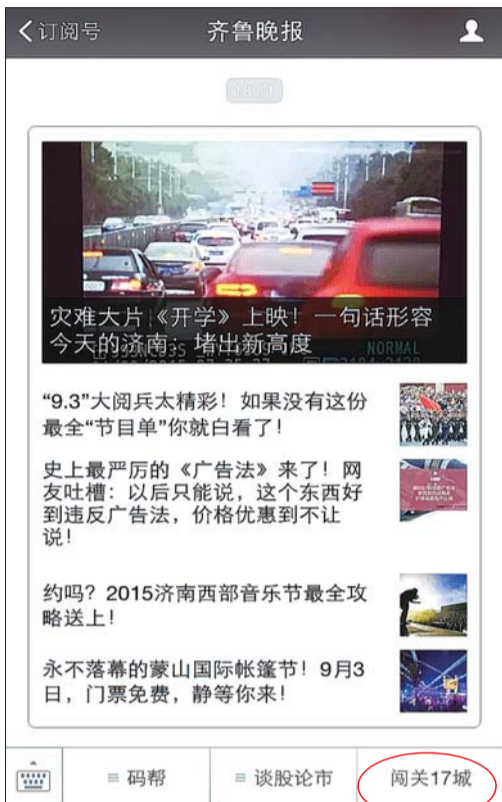 订阅号
齐鲁晚报
18:11
灾难大片《开学》上映！一句话形容
今天的济南：堵出新高度
NORMAL
“9.3”大阅兵太精彩！如果没有这份
最全“节目单”你就白看了！
史上最严厉的《广告法》来了！网
友吐槽：以后只能说，这个东西好
到违反广告法，价格优惠到不让
说！
约吗？2015济南西部音乐节最全攻
略送上！
永不落幕的蒙山国际帐篷节！9月3
日，门票免费，静等你来！
码帮
谈股论市
闯关17城